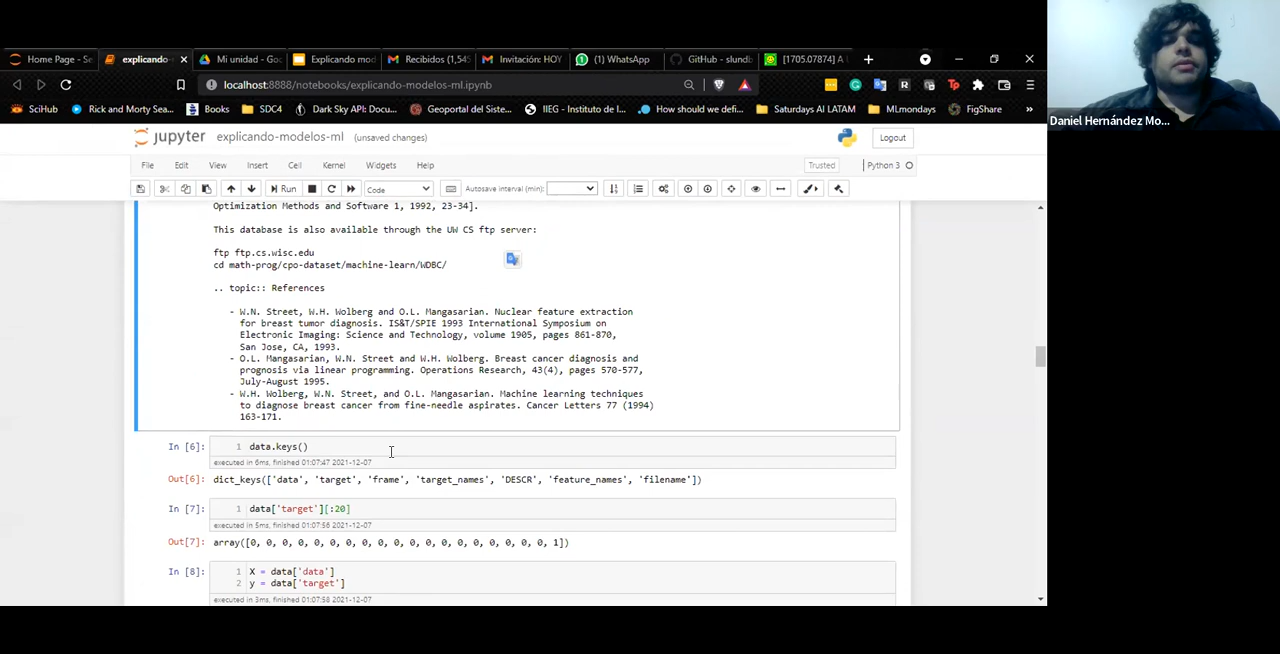 Home Page - Se
explicando-
Mi unidad - Goo
Explicando mod
Recibidos (1,545
Invitación: HOY
(1) WhatsApp
GitHub - slundb
[1705.07874] A U
localhost:8888/notebooks/explicando-modelos-ml.ipynb
SciHub
Rick and Morty Sea...
Books
SDC4
Dark Sky API: Docu...
Geoportal del Siste...
IIEG - Instituto de I...
How should we defi...
Saturdays AI LATAM
MLmondays
FigShare
Daniel Hernández Mo...
jupyter explicando-modelos-ml (unsaved changes)
Logout
File Edit View Insert Cell Kernel Widgets Help
Trusted
Python 3
Run
Code
Autosave interval (min):
Optimization Methods and Software 1, 1992, 23-34].
This database is also available through the UW CS ftp server:
ftp ftp.cs.wisc.edu
cd math-prog/cpo-dataset/machine-learn/WDBC/
.. topic:: References
- W.N. Street, W.H. Wolberg and O.L. Mangasarian. Nuclear feature extraction
for breast tumor diagnosis. IS&T/SPIE 1993 International Symposium on
Electronic Imaging: Science and Technology, volume 1905, pages 861-870,
San Jose, CA, 1993.
- O.L. Mangasarian, W.N. Street and W.H. Wolberg. Breast cancer diagnosis and
prognosis via linear programming. Operations Research, 43(4), pages 570-577,
July-August 1995.
- W.H. Wolberg, W.N. Street, and O.L. Mangasarian. Machine learning techniques
to diagnose breast cancer from fine-needle aspirates. Cancer Letters 77 (1994)
163-171.
In [6]: 1 data.keys()
executed in 6ms, finished 01:07:47 2021-12-07
Out[6]: dict_keys(['data', 'target', 'frame', 'target_names', 'DESCR', 'feature_names', 'filename'])
In [7]: 1 data['target'][:20]
executed in 5ms, finished 01:07:56 2021-12-07
Out[7]: array([0, 0, 0, 0, 0, 0, 0, 0, 0, 0, 0, 0, 0, 0, 0, 0, 0, 0, 0, 1])
In [8]: 1 X = data['data']
2 y = data['target']
executed in 3ms, finished 01:07:58 2021-12-07